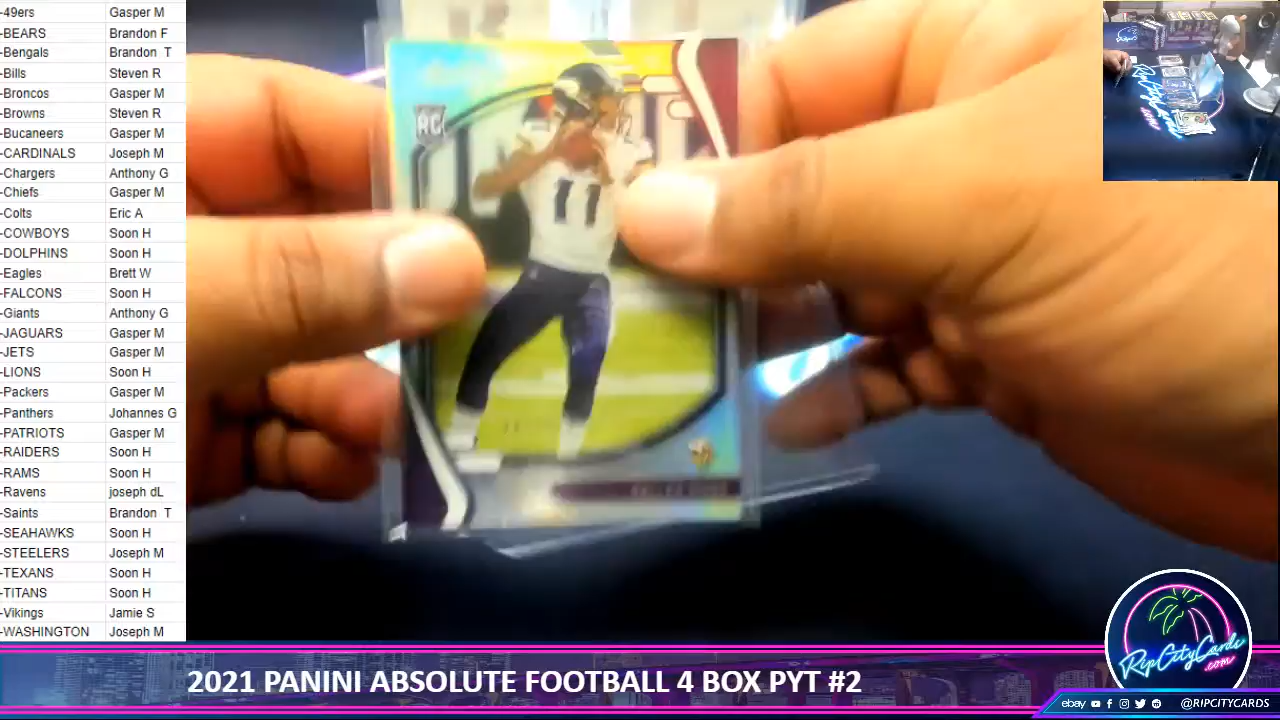 -49ers Gasper M
-BEARS Brandon F
-Bengals Brandon T
-Bills Steven R
-Broncos Gasper M
-Browns Steven R
-Bucaneers Gasper M
-CARDINALS Joseph M
-Chargers Anthony G
-Chiefs Gasper M
-Colts Eric A
-COWBOYS Soon H
-DOLPHINS Soon H
-Eagles Brett W
-FALCONS Soon H
-Giants Anthony G
-JAGUARS Gasper M
-JETS Gasper M
-LIONS Soon H
-Packers Gasper M
-Panthers Johannes G
-PATRIOTS Gasper M
-RAIDERS Soon H
-RAMS Soon H
-Ravens joseph dL
-Saints Brandon T
-SEAHAWKS Soon H
-STEELERS Joseph M
-TEXANS Soon H
-TITANS Soon H
-Vikings Jamie S
-WASHINGTON Joseph M
RC
11
RipCityCards
.com
2021 PANINI ABSOLUTE FOOTBALL 4 BOX PYT #2
ebay @RIPCITYCARDS